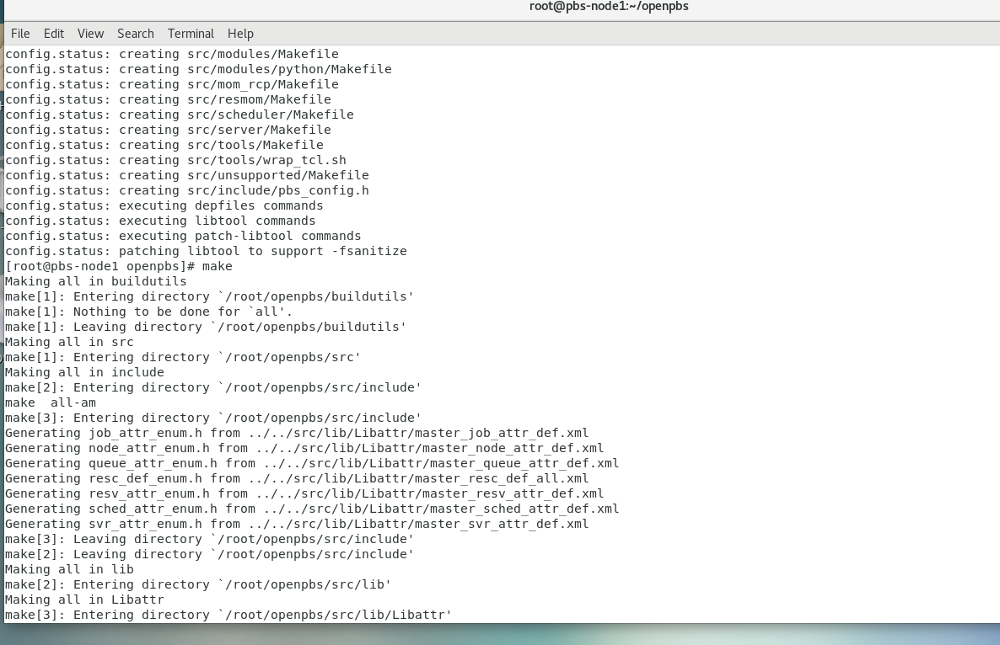 root@pbs-node1:~/openpbs
File Edit View Search Terminal Help
config.status: creating src/modules/Makefile
config.status: creating src/modules/python/Makefile
config.status: creating src/mom_rcp/Makefile
config.status: creating src/resmom/Makefile
config.status: creating src/scheduler/Makefile
config.status: creating src/server/Makefile
config.status: creating src/tools/Makefile
config.status: creating src/tools/wrap_tcl.sh
config.status: creating src/unsupported/Makefile
config.status: creating src/include/pbs_config.h
config.status: executing depfiles commands
config.status: executing libtool commands
config.status: executing patch-libtool commands
config.status: patching libtool to support -fsanitize
[root@pbs-node1 openpbs]# make
Making all in buildutils
make[1]: Entering directory `/root/openpbs/buildutils'
make[1]: Nothing to be done for `all'.
make[1]: Leaving directory `/root/openpbs/buildutils'
Making all in src
make[1]: Entering directory `/root/openpbs/src'
Making all in include
make[2]: Entering directory `/root/openpbs/src/include'
make  all-am
make[3]: Entering directory `/root/openpbs/src/include'
Generating job_attr_enum.h from ../../src/lib/Libattr/master_job_attr_def.xml
Generating node_attr_enum.h from ../../src/lib/Libattr/master_node_attr_def.xml
Generating queue_attr_enum.h from ../../src/lib/Libattr/master_queue_attr_def.xml
Generating resc_def_enum.h from ../../src/lib/Libattr/master_resc_def_all.xml
Generating resv_attr_enum.h from ../../src/lib/Libattr/master_resv_attr_def.xml
Generating sched_attr_enum.h from ../../src/lib/Libattr/master_sched_attr_def.xml
Generating svr_attr_enum.h from ../../src/lib/Libattr/master_svr_attr_def.xml
make[3]: Leaving directory `/root/openpbs/src/include'
make[2]: Leaving directory `/root/openpbs/src/include'
Making all in lib
make[2]: Entering directory `/root/openpbs/src/lib'
Making all in Libattr
make[3]: Entering directory `/root/openpbs/src/lib/Libattr'